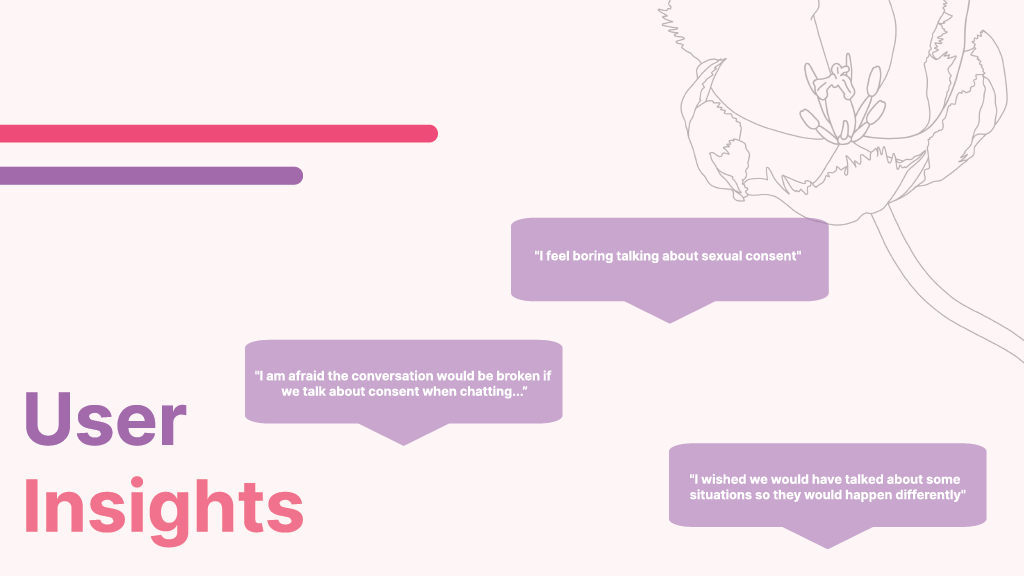 "I feel boring talking about sexual consent"
"I am afraid the conversation would be broken if
we talk about consent when chatting..."
User
Insights
"I wished we would have talked about some
situations so they would happen differently"